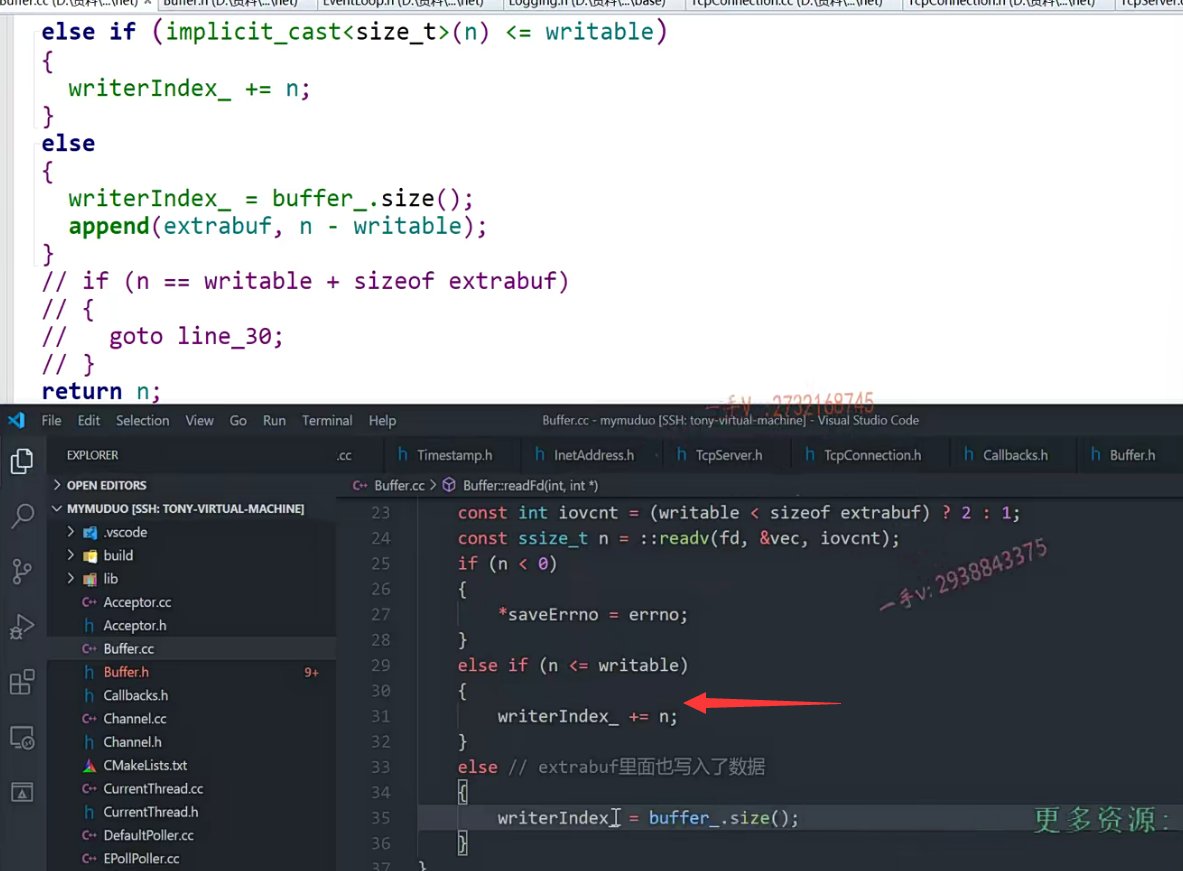 Buffer.cc (D:\资料\...\net) Buffer.h (D:\资料\...\net) EventLoop.h (D:\资料\...\net) Logging.h (D:\资料\...\base) TcpConnection.cc (D:\资料\...\net) TcpConnection.h (D:\资料\...\net) TcpServer.
else if (implicit_cast<size_t>(n) <= writable)
{
writerIndex_ += n;
}
else
{
writerIndex_ = buffer_.size();
append(extrabuf, n - writable);
}
// if (n == writable + sizeof extrabuf)
// {
//   goto line_30;
// }
return n;
一手V:2732168745
File Edit Selection View Go Run Terminal Help Buffer.cc - mymuduo [SSH: tony-virtual-machine] - Visual Studio Code
EXPLORER
.cc Timestamp.h InetAddress.h TcpServer.h TcpConnection.h Callbacks.h Buffer.h
OPEN EDITORS
Buffer.cc > Buffer::readFd(int, int *)
MYMUDUO [SSH: TONY-VIRTUAL-MACHINE]
.vscode
build
lib
Acceptor.cc
Acceptor.h
Buffer.cc
Buffer.h 9+
Callbacks.h
Channel.cc
Channel.h
CMakeLists.txt
CurrentThread.cc
CurrentThread.h
DefaultPoller.cc
EPollPoller.cc
23 const int iovcnt = (writable < sizeof extrabuf) ? 2 : 1;
24 const ssize_t n = ::readv(fd, &vec, iovcnt);
25 if (n < 0)
26 {
27 *saveErrno = errno;
28 }
29 else if (n <= writable)
30 {
31 writerIndex_ += n;
32 }
33 else // extrabuf里面也写入了数据
34 {
35 writerIndex_ = buffer_.size();
36 }
37 }
一手v:2938843375
更多资源: